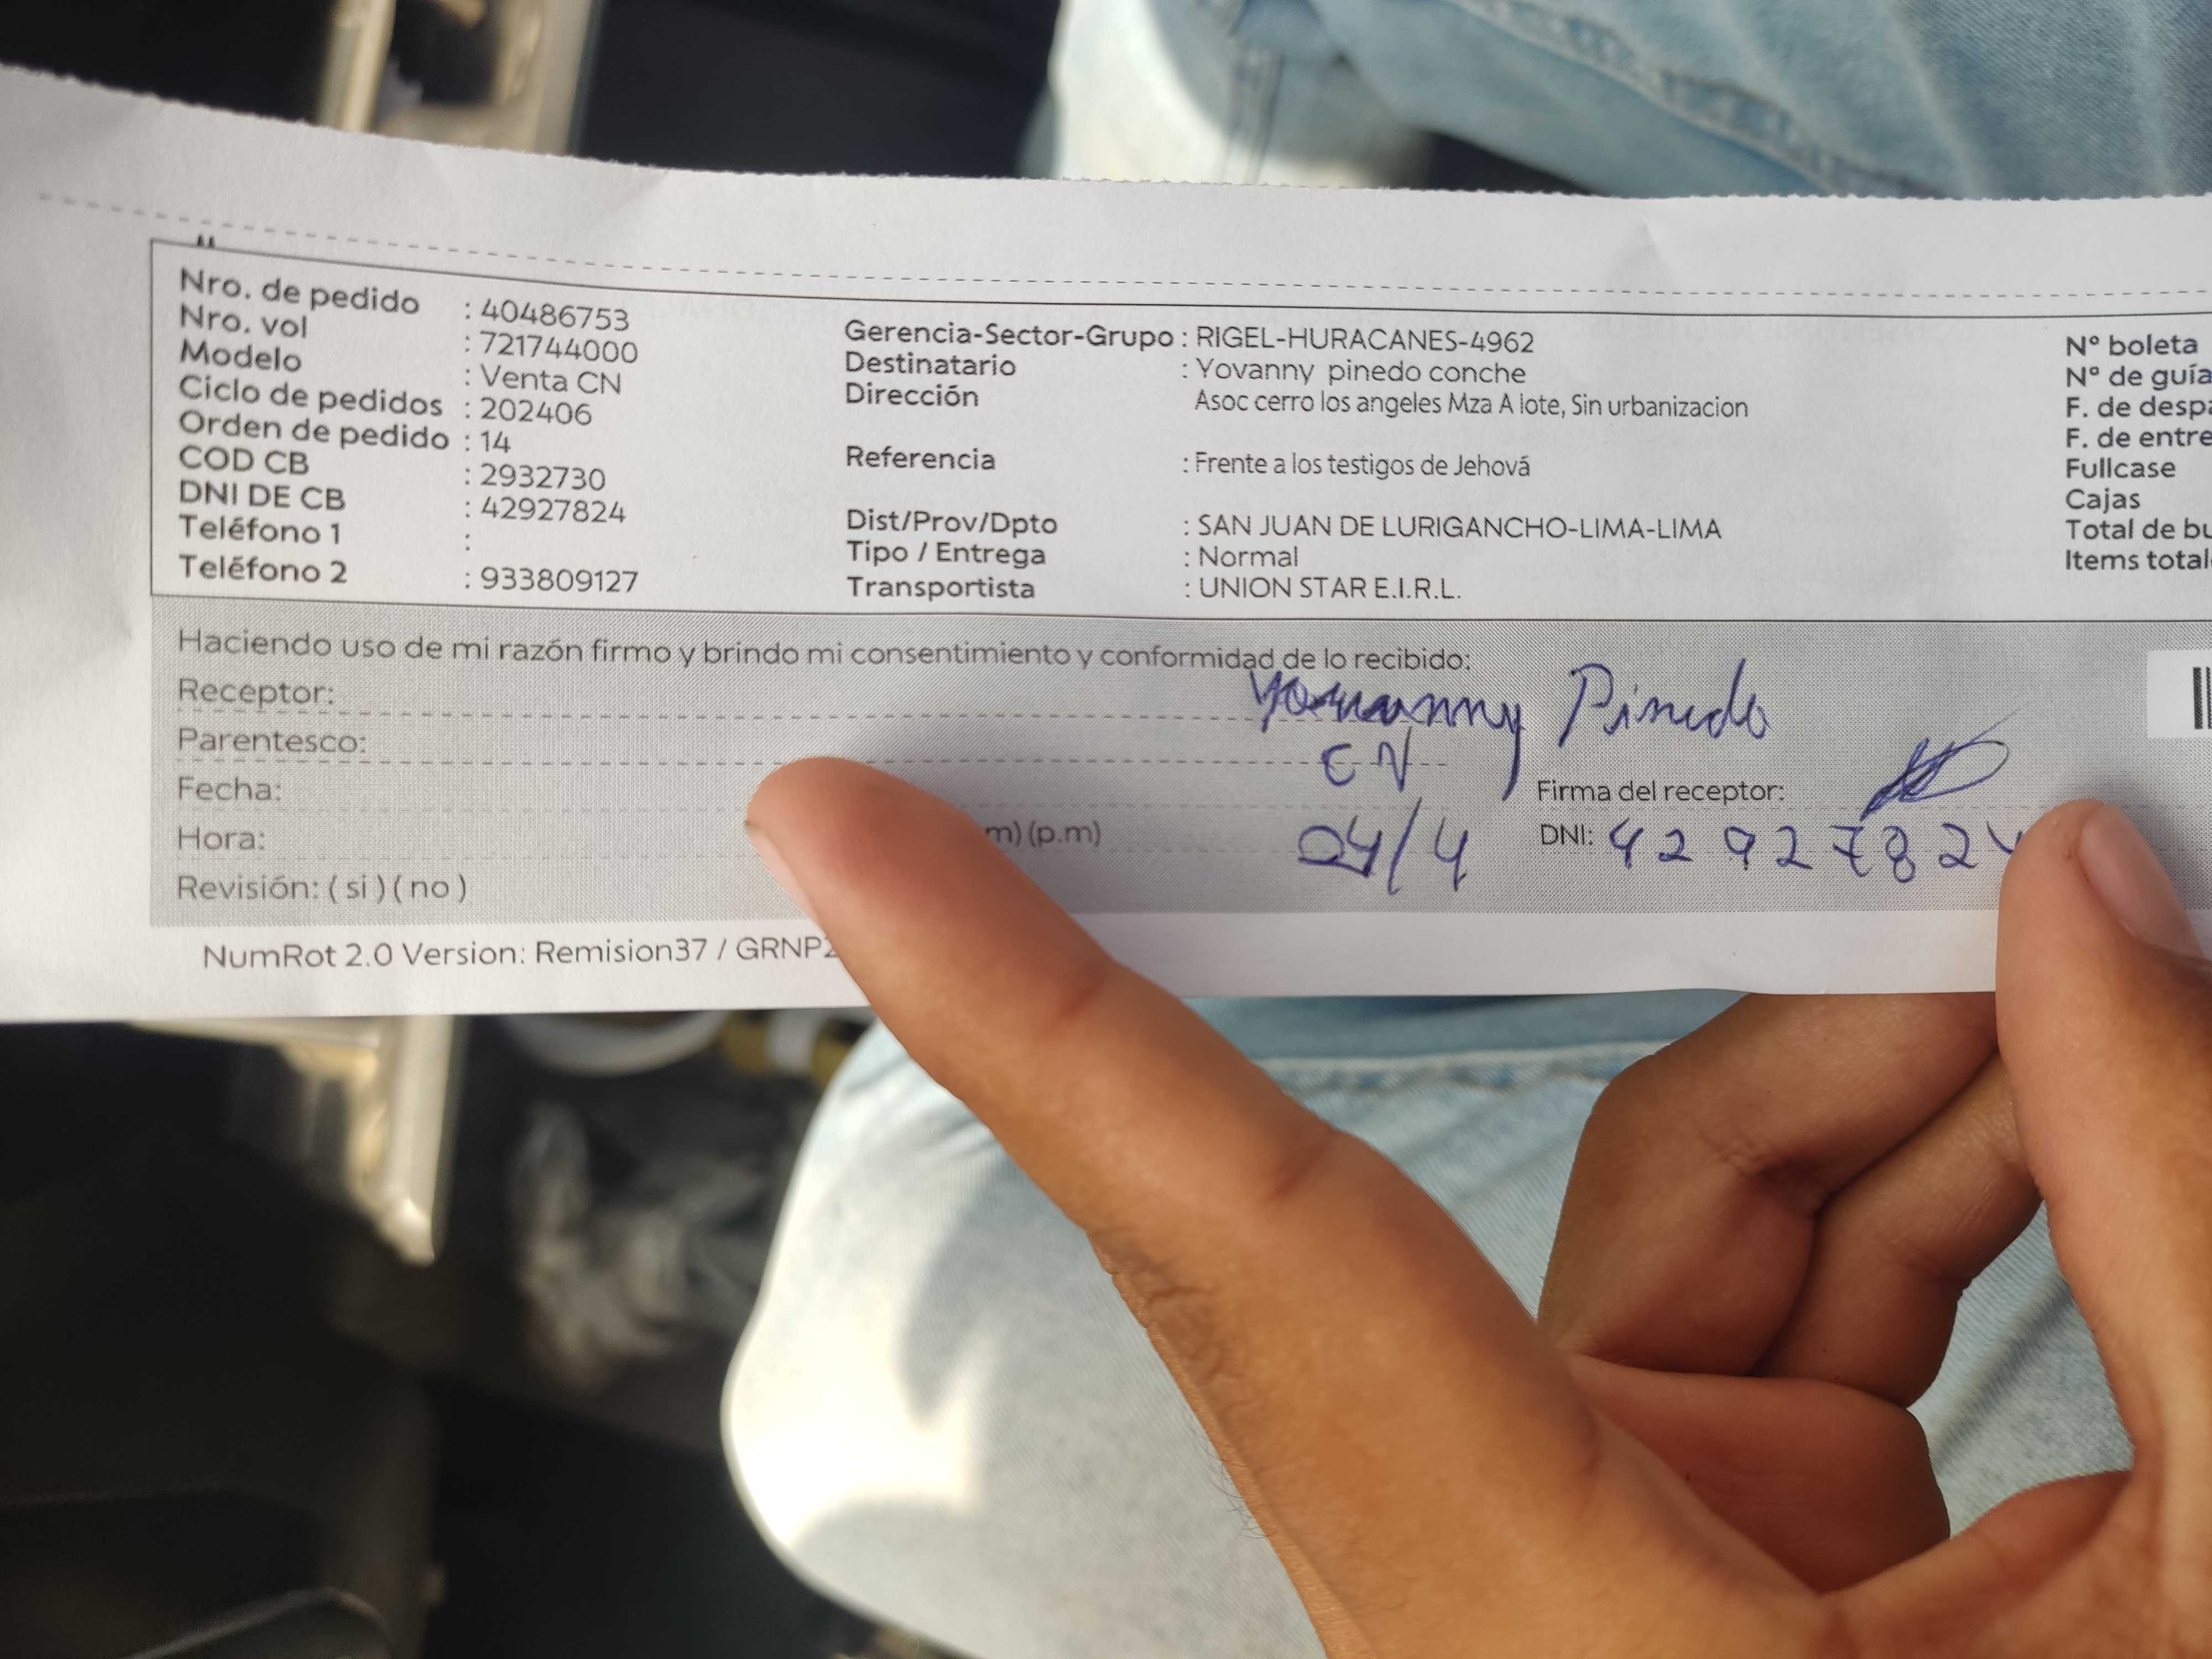 Nro. de pedido : 40486753
Nro. vol : 721744000
Modelo : Venta CN
Ciclo de pedidos : 202406
Orden de pedido : 14
COD CB : 2932730
DNI DE CB : 42927824
Teléfono 1 :
Teléfono 2 : 933809127
Gerencia-Sector-Grupo : RIGEL-HURACANES-4962
Destinatario : Yovanny pinedo conche
Dirección Asoc cerro los angeles Mza A lote, Sin urbanizacion
Referencia : Frente a los testigos de Jehová
Dist/Prov/Dpto : SAN JUAN DE LURIGANCHO-LIMA-LIMA
Tipo / Entrega : Normal
Transportista : UNION STAR E.I.R.L.
Nº boleta
Nº de guía
F. de despa
F. de entre
Fullcase
Cajas
Total de bu
Items total
Haciendo uso de mi razón firmo y brindo mi consentimiento y conformidad de lo recibido:
Receptor: Yovanny Pinedo
Parentesco: CN
Fecha: 04/4
Firma del receptor:
Hora: m) (p.m)
DNI: 42927824
Revisión: ( si ) ( no )
NumRot 2.0 Version: Remision37 / GRNP2